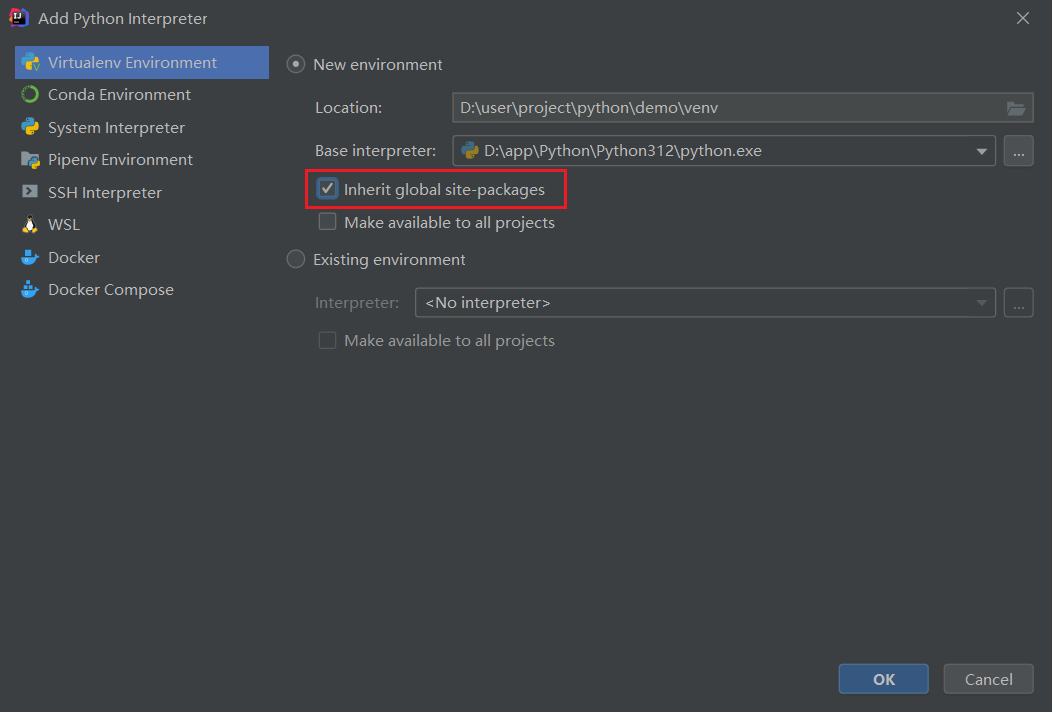 Add Python Interpreter
Virtualenv Environment
Conda Environment
System Interpreter
Pipenv Environment
SSH Interpreter
WSL
Docker
Docker Compose
New environment
Location: D:\user\project\python\demo\venv
Base interpreter: D:\app\Python\Python312\python.exe ...
Inherit global site-packages
Make available to all projects
Existing environment
Interpreter: <No interpreter> ...
Make available to all projects
OK Cancel